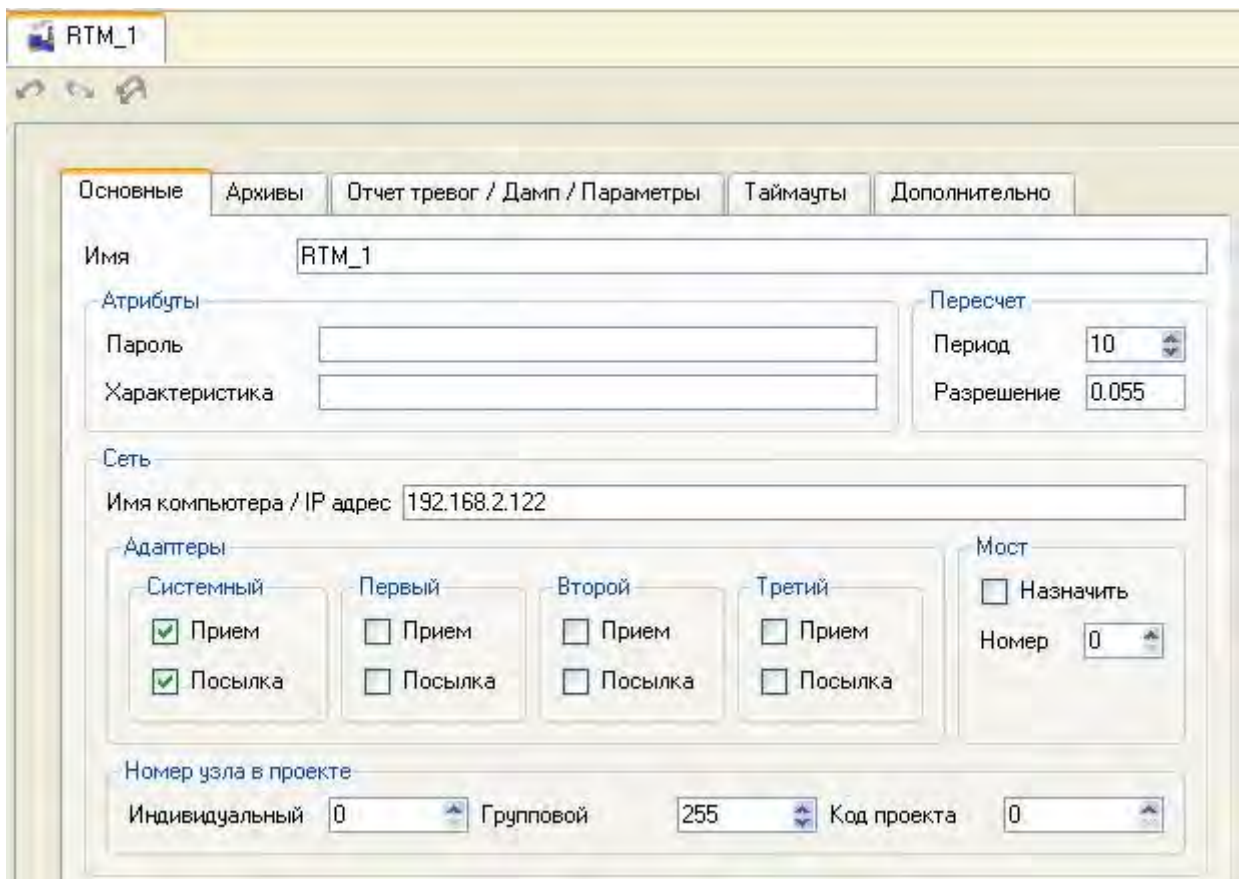 RTM_1
Основные Архивы Отчет тревог / Дамп / Параметры Таймауты Дополнительно
Имя RTM_1
Атрибуты Пересчет
Пароль Период 10
Характеристика Разрешение 0.055
Сеть
Имя компьютера / IP адрес 192.168.2.122
Адаптеры Мост
Системный Первый Второй Третий Назначить
Прием Прием Прием Прием Номер 0
Посылка Посылка Посылка Посылка
Номер узла в проекте
Индивидуальный 0 Групповой 255 Код проекта 0